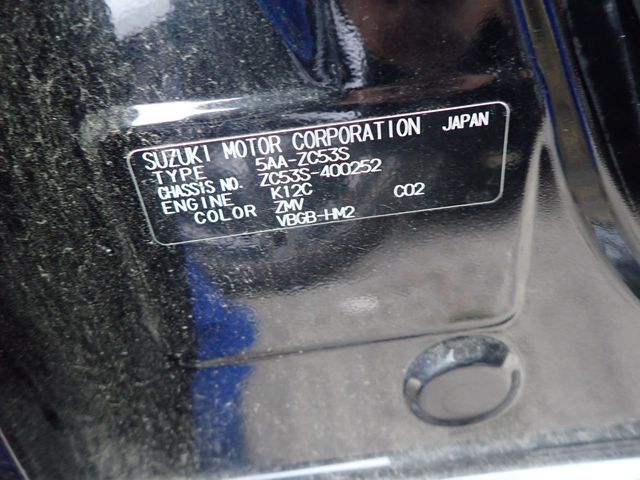 SUZUKI MOTOR CORPORATION JAPAN
TYPE 5AA-ZC53S
CHASSIS NO. ZC53S-400252
ENGINE K12C C02
COLOR ZMV
VBGB-HM2